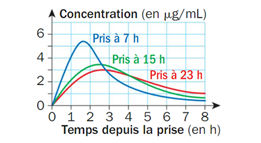 Concentration (en µg/mL)
6
Pris à 7 h
4
Pris à 15 h
Pris à 23 h
2
0
0 1 2 3 4 5 6 7 8
Temps depuis la prise (en h)